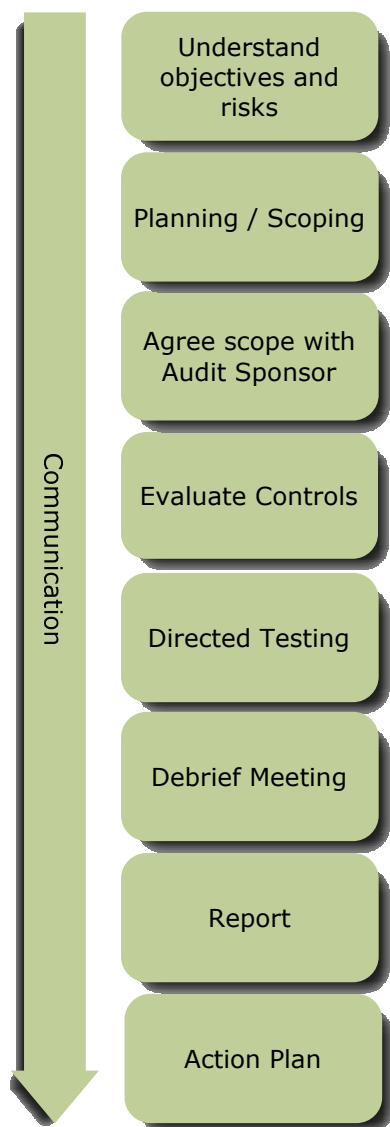 Understand
objectives and
risks
Planning / Scoping
Agree scope with
Audit Sponsor
Communication
Evaluate Controls
Directed Testing
Debrief Meeting
Report
Action Plan